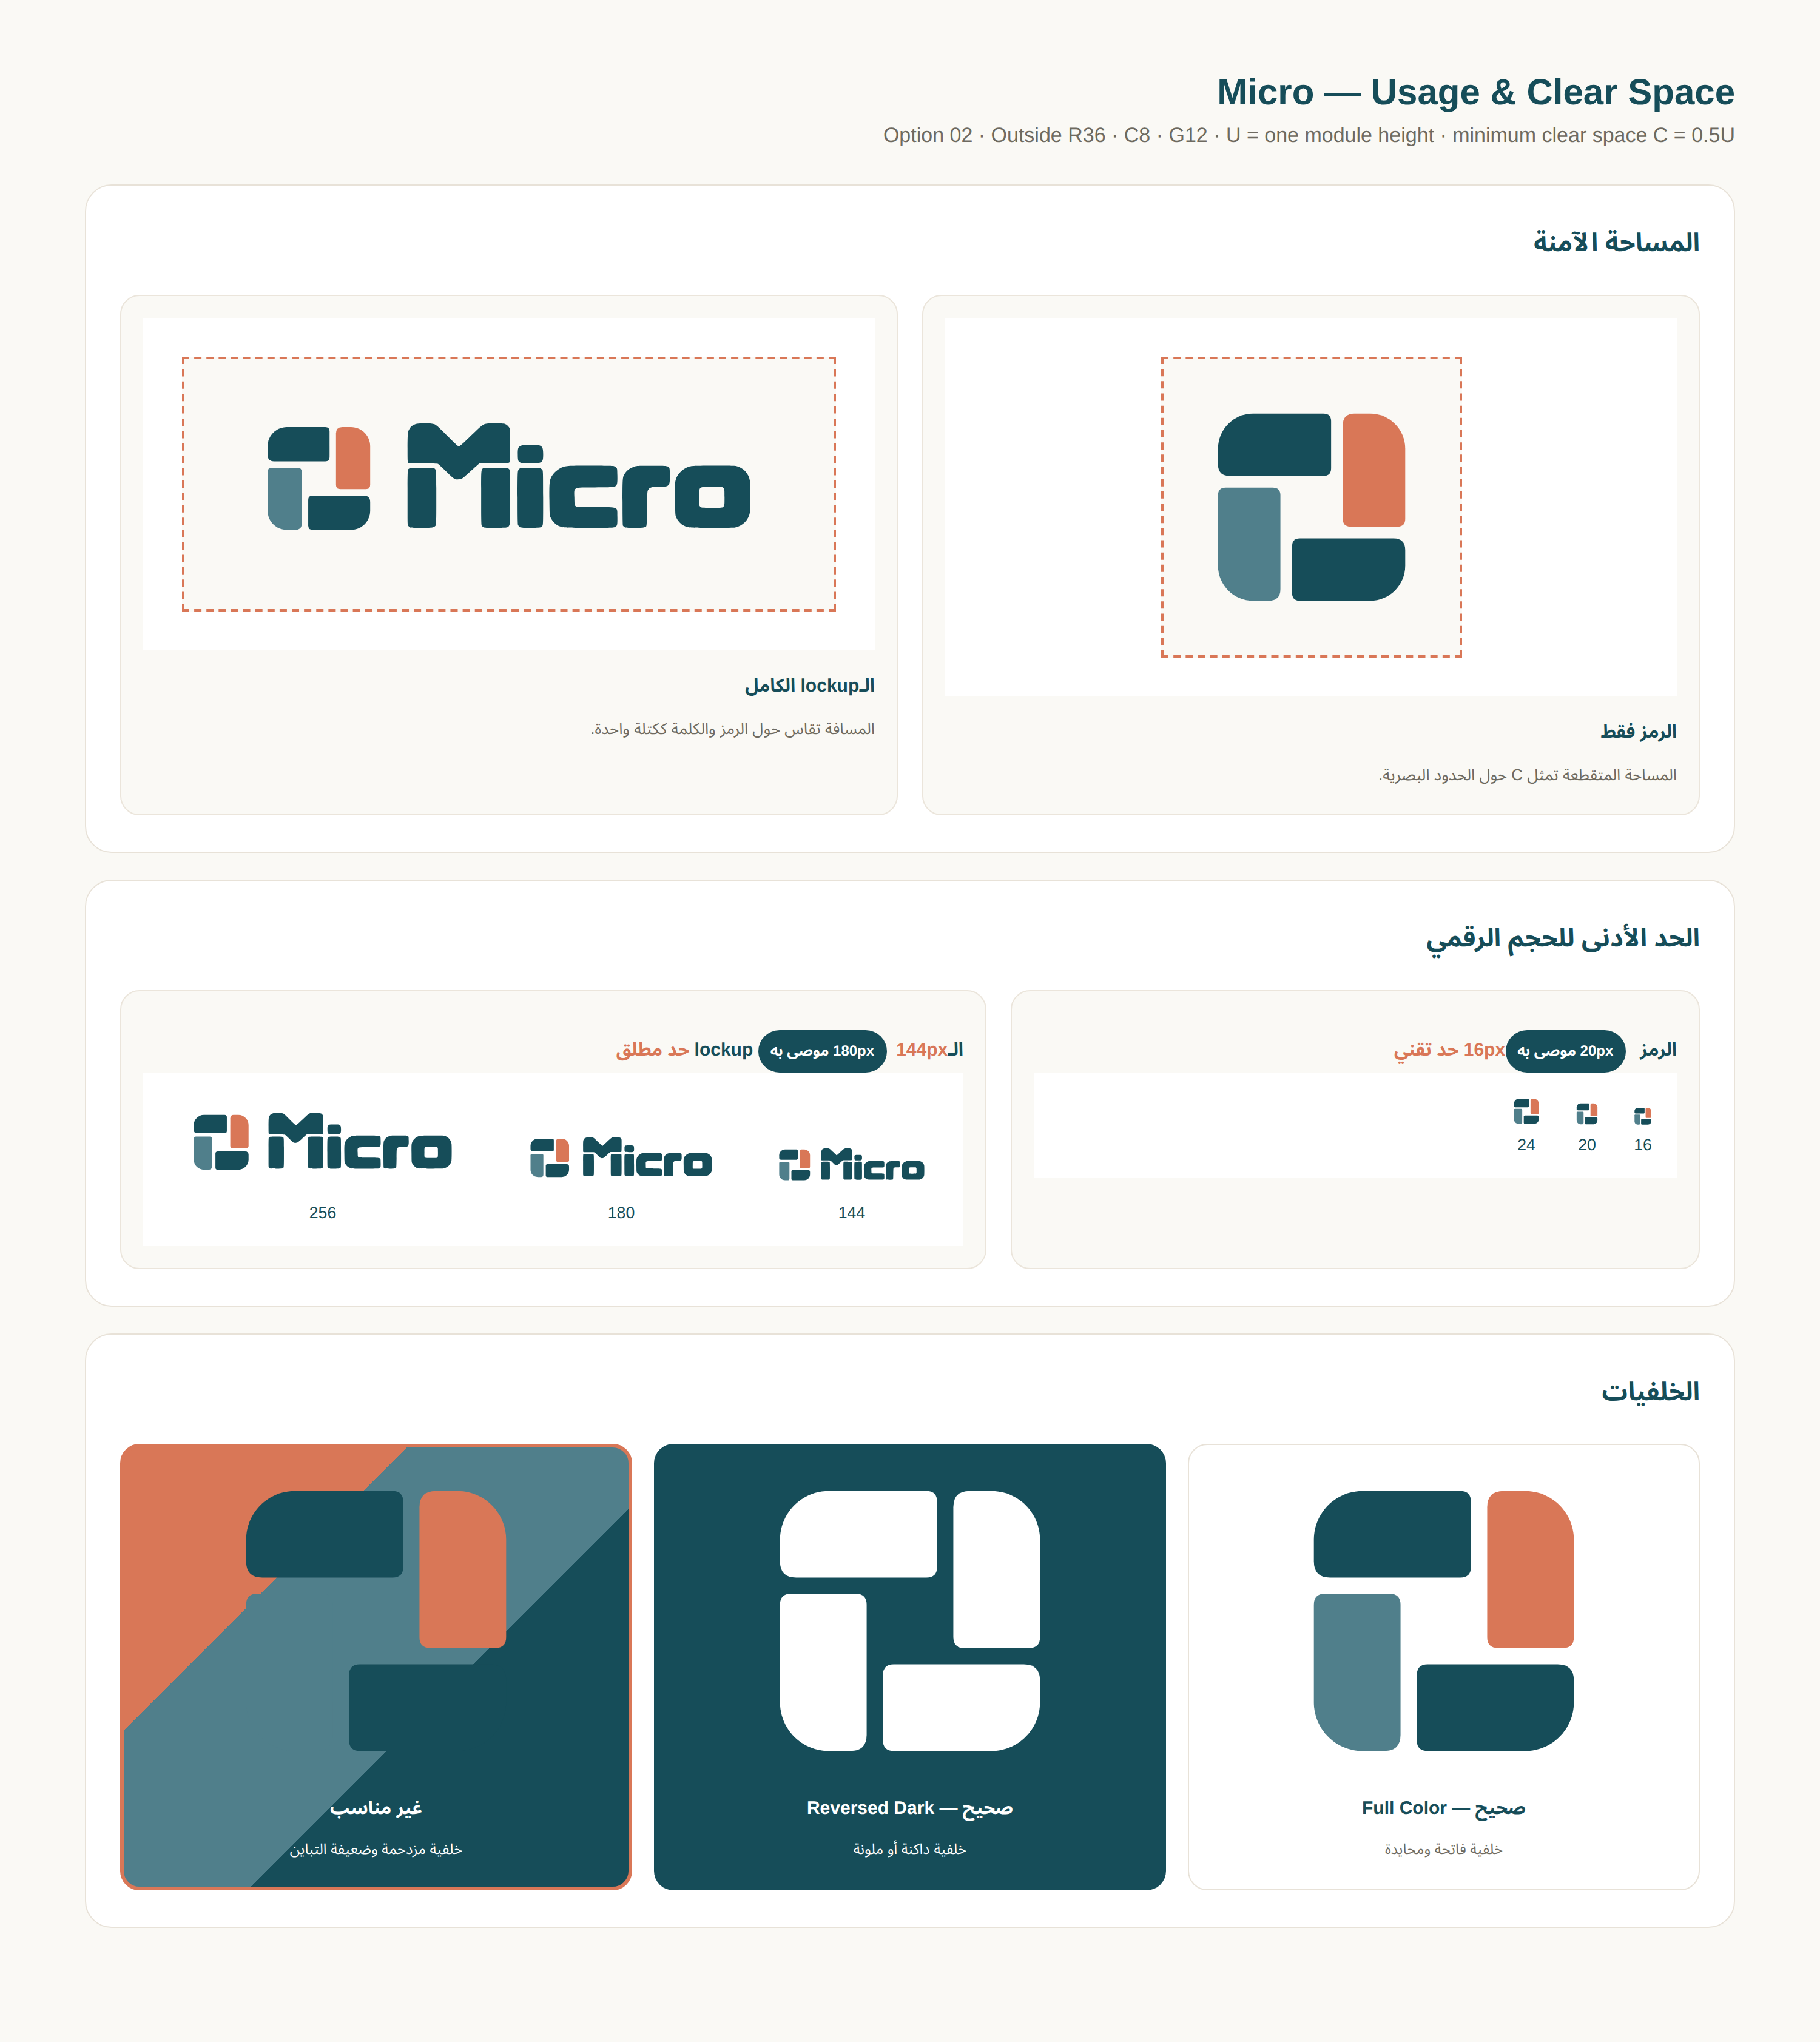 Micro — Usage & Clear Space
Option 02 · Outside R36 · C8 · G12 · U = one module height · minimum clear space C = 0.5U
المساحة الآمنة
الرمز فقط
المساحة المتقطعة تمثل C حول الحدود البصرية.
Micro
الـlockup الكامل
المسافة تقاس حول الرمز والكلمة ككتلة واحدة.
الحد الأدنى للحجم الرقمي
الرمز 20px موصى به 16px حد تقني
16 20 24
الـ144px 180px موصى به lockup حد مطلق
Micro Micro Micro
144 180 256
الخلفيات
صحيح — Full Color
خلفية فاتحة ومحايدة
صحيح — Reversed Dark
خلفية داكنة أو ملونة
غير مناسب
خلفية مزدحمة وضعيفة التباين